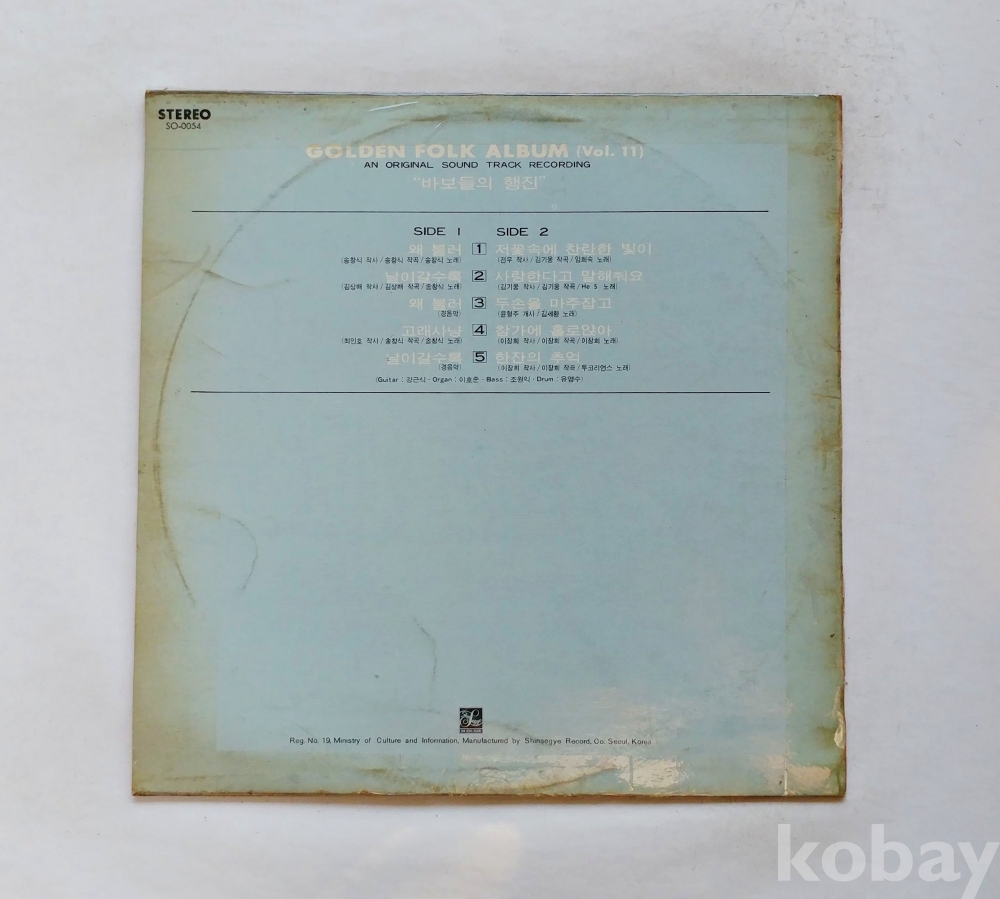 STEREO
SO-0054
GOLDEN FOLK ALBUM (Vol. 11)
AN ORIGINAL SOUND TRACK RECORDING
"바보들의 행진"
SIDE 1 SIDE 2
왜 불러 1 저꽃속에 찬란한 빛이
(송창식 작사/송창식 작곡/송창식 노래) (전우 작사/김기웅 작곡/임희숙 노래)
날이갈수록 2 사랑한다고 말해줘요
(김상배 작사/김상배 작곡/송창식 노래) (김기웅 작사/김기웅 작곡/He 5 노래)
왜 불러 3 두손을 마주잡고
(경음악) (윤형주 개사/김세환 노래)
고래사냥 4 창가에 홀로앉아
(최인호 작사/송창식 작곡/송창식 노래) (이장희 작사/이장희 작곡/이장희 노래)
날이갈수록 5 한잔의 추억
(경음악) (이장희 작사/이장희 작곡/투코리언스 노래)
(Guitar : 강근식 · Organ : 이호준 · Bass : 조원익 · Drum : 유영수)
Reg. No. 19, Ministry of Culture and Information, Manufactured by Shinsegye Record, Co. Seoul, Korea
kobay